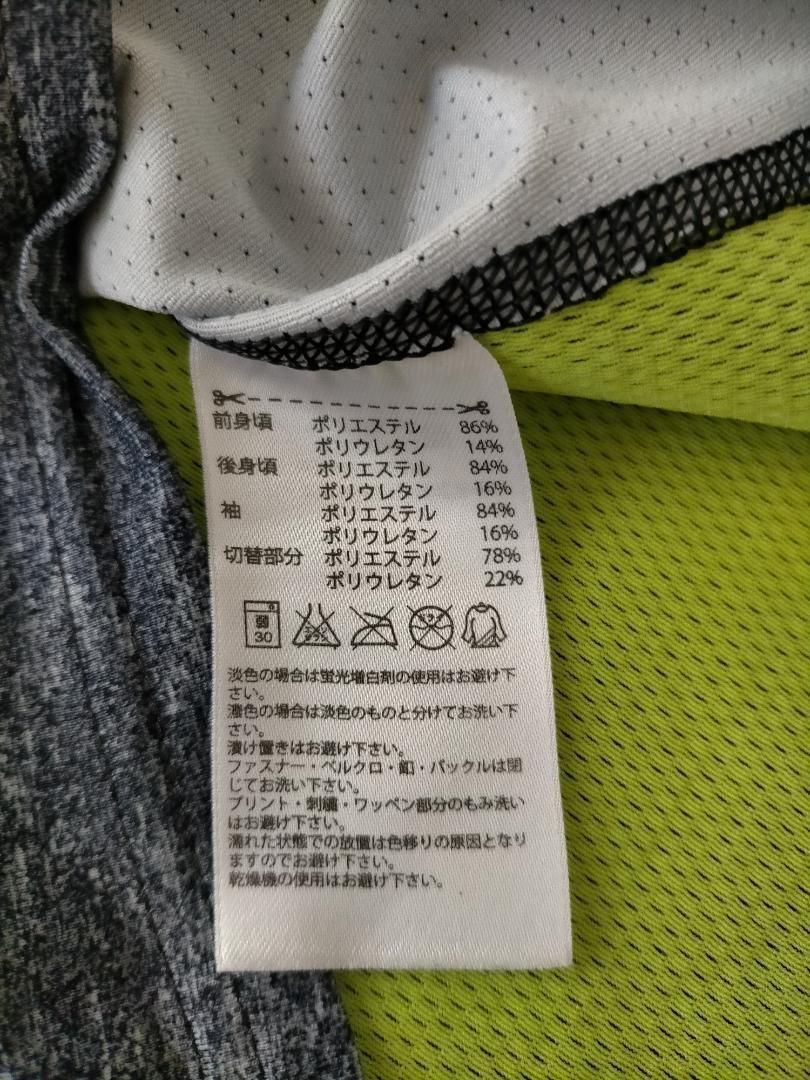 前身頃 ポリエステル 86%
ポリウレタン 14%
後身頃 ポリエステル 84%
ポリウレタン 16%
袖 ポリエステル 84%
ポリウレタン 16%
切替部分 ポリエステル 78%
ポリウレタン 22%
弱 30 エンソサラシ ドライ
淡色の場合は蛍光増白剤の使用はお避け下
さい。
濃色の場合は淡色のものと分けてお洗い下
さい。
漬け置きはお避け下さい。
ファスナー・ベルクロ・釦・バックルは閉
じてお洗い下さい。
プリント・刺繍・ワッペン部分のもみ洗い
はお避け下さい。
濡れた状態での放置は色移りの原因となり
ますのでお避け下さい。
乾燥機の使用はお避け下さい。